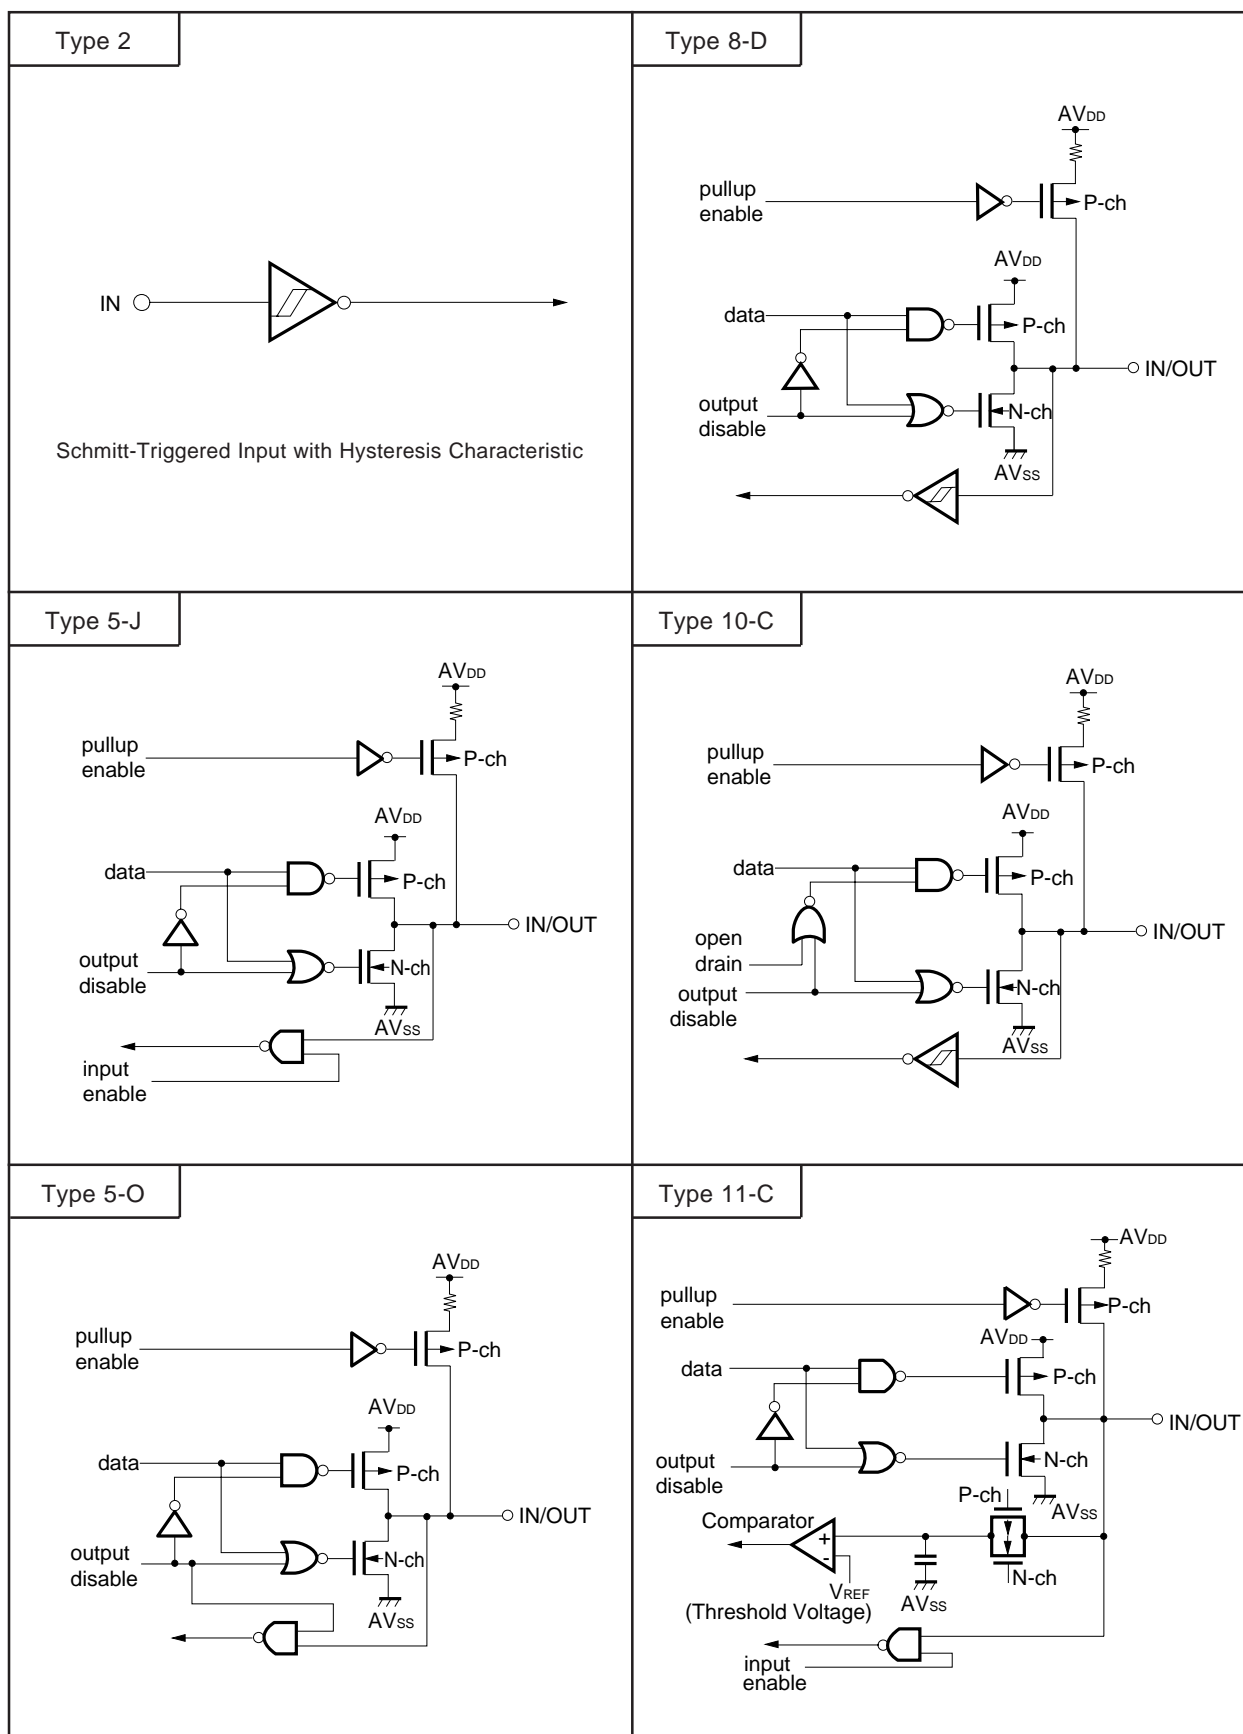 Type 2
IN
Schmitt-Triggered Input with Hysteresis Characteristic
Type 8-D
AVDD
pullup
enable
P-ch
AVDD
data
P-ch
IN/OUT
output
disable
N-ch
AVSS
Type 5-J
AVDD
pullup
enable
P-ch
AVDD
data
P-ch
IN/OUT
output
disable
N-ch
AVSS
input
enable
Type 10-C
AVDD
pullup
enable
P-ch
AVDD
data
P-ch
open
drain
IN/OUT
output
disable
N-ch
AVSS
Type 5-O
AVDD
pullup
enable
P-ch
AVDD
data
P-ch
IN/OUT
output
disable
N-ch
AVSS
Type 11-C
AVDD
pullup
enable
P-ch
AVDD
data
P-ch
IN/OUT
output
disable
N-ch
P-ch
AVSS
Comparator
+
-
N-ch
VREF
AVSS
(Threshold Voltage)
input
enable